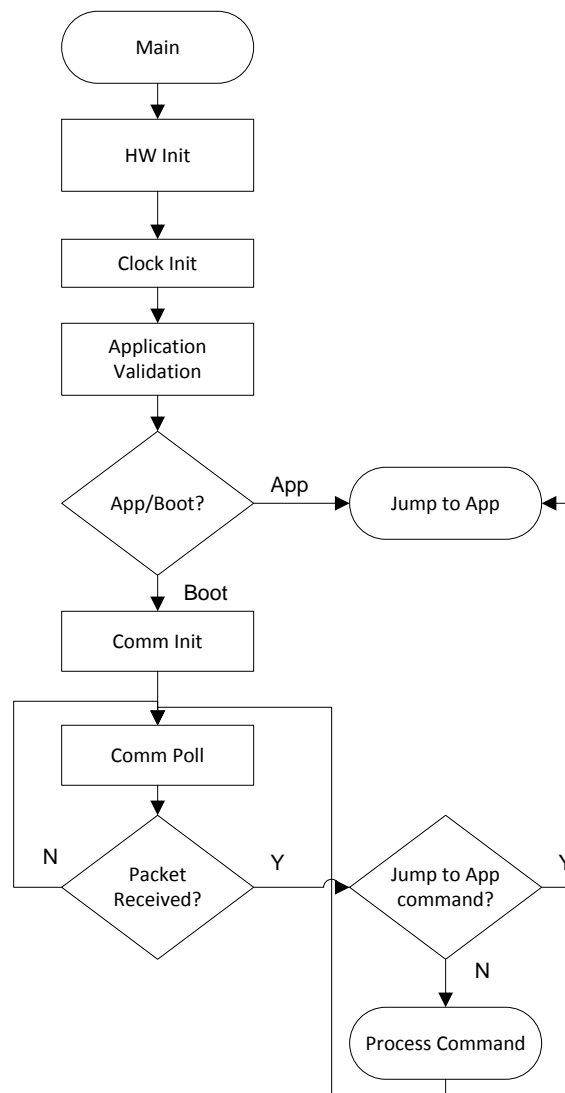 Main
HW Init
Clock Init
Application
Validation
App/Boot?
App
Jump to App
Boot
Comm Init
Comm Poll
N
Packet
Received?
Y
Jump to App
command?
Y
N
Process Command